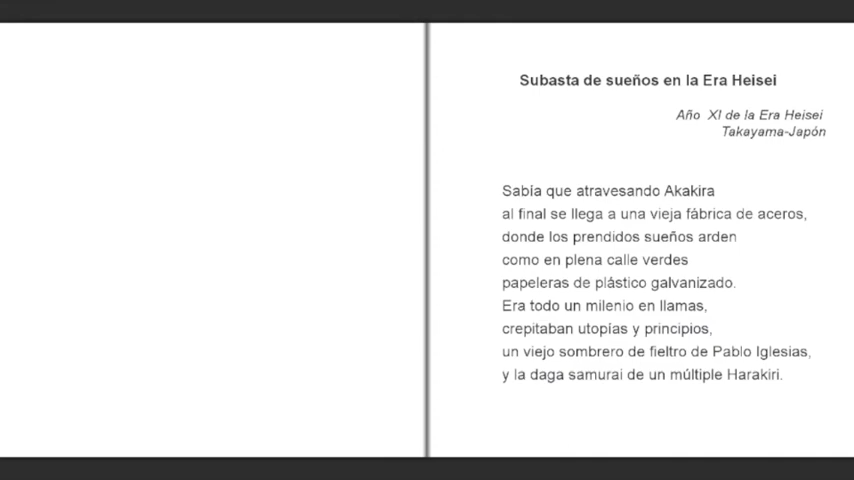 Subasta de sueños en la Era Heisei
Año XI de la Era Heisei
Takayama-Japón
Sabía que atravesando Akakira
al final se llega a una vieja fábrica de aceros,
donde los prendidos sueños arden
como en plena calle verdes
papeleras de plástico galvanizado.
Era todo un milenio en llamas,
crepitaban utopías y principios,
un viejo sombrero de fieltro de Pablo Iglesias,
y la daga samurai de un múltiple Harakiri.